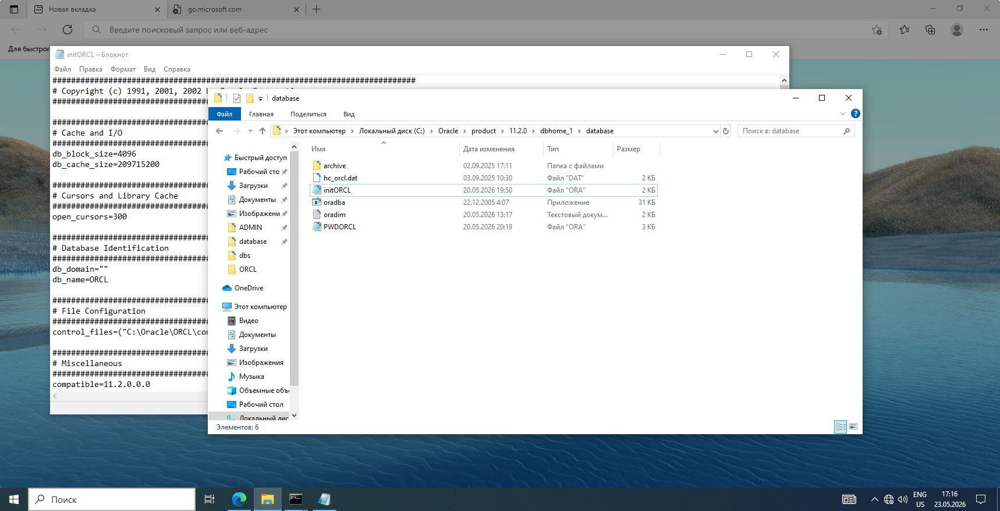 Новая вкладка
go.microsoft.com
Введите поисковый запрос или веб-адрес
Для быстрог
initORCL – Блокнот
Файл Правка Формат Вид Справка
##############################################################################
# Copyright (c) 1991, 2001, 2002 b
##################################
##################################
# Cache and I/O
##################################
db_block_size=4096
db_cache_size=209715200
##################################
# Cursors and Library Cache
##################################
open_cursors=300
##################################
# Database Identification
##################################
db_domain=""
db_name=ORCL
##################################
# File Configuration
##################################
control_files=("C:\Oracle\ORCL\con
##################################
# Miscellaneous
##################################
compatible=11.2.0.0.0
database
Файл Главная Поделиться Вид
Этот компьютер › Локальный диск (C:) › Oracle › product › 11.2.0 › dbhome_1 › database
Поиск в: database
Быстрый доступ
Рабочий сто.
Загрузки
Документы
Изображени
ADMIN
database
dbs
ORCL
OneDrive
Этот компьютер
Видео
Документы
Загрузки
Изображения
Музыка
Объемные объ
Рабочий стол
Локальный дис
Имя Дата изменения Тип Размер
archive 02.09.2025 17:11 Папка с файлами
hc_orcl.dat 03.09.2025 10:30 Файл "DAT" 2 КБ
initORCL 20.05.2026 19:50 Файл "ORA" 2 КБ
oradba 22.12.2005 4:07 Приложение 31 КБ
oradim 20.05.2026 13:17 Текстовый докум... 2 КБ
PWDORCL 20.05.2026 20:19 Файл "ORA" 3 КБ
Элементов: 6
Поиск
ENG
US
17:16
23.05.2026